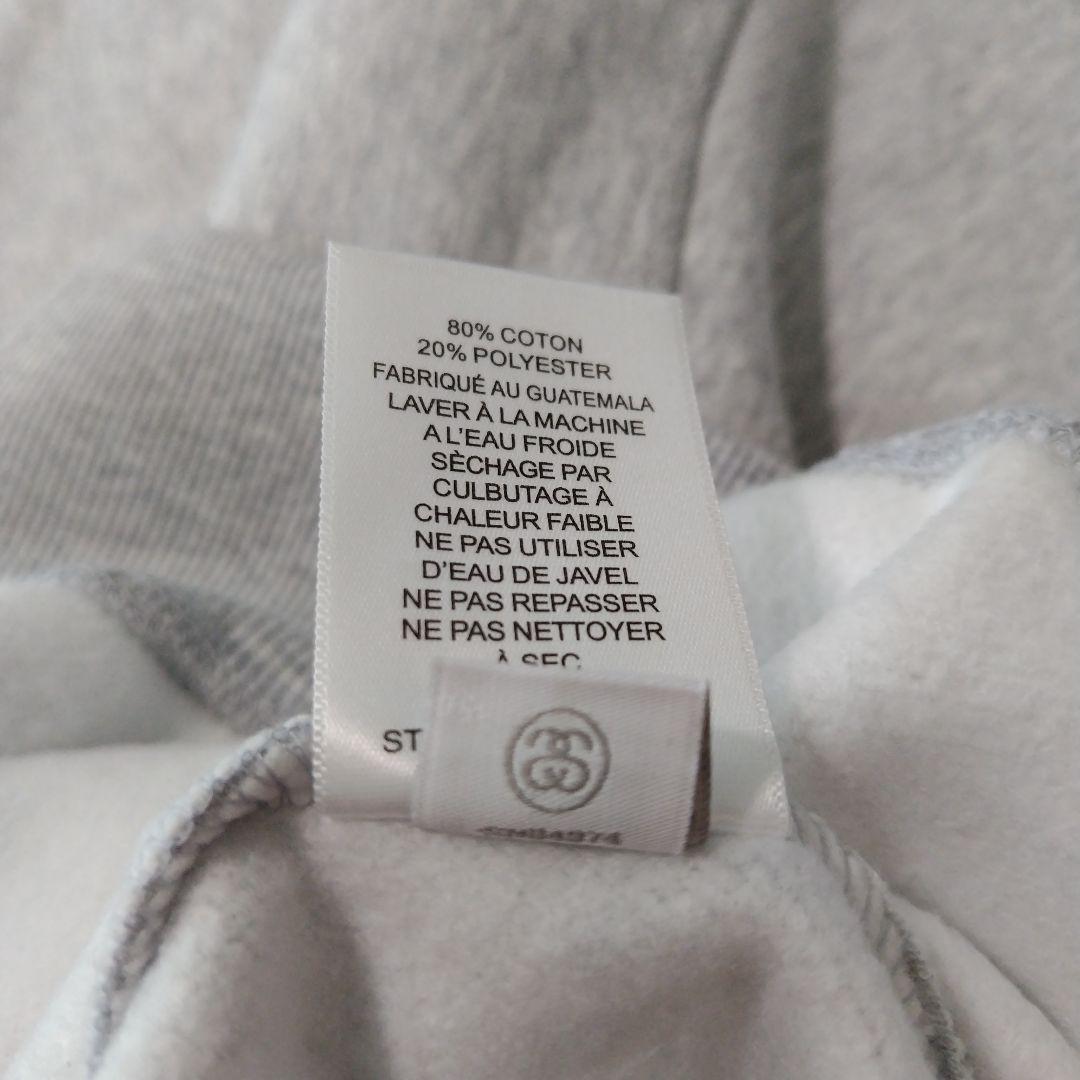 80% COTON
20% POLYESTER
FABRIQUÉ AU GUATEMALA
LAVER À LA MACHINE
A L'EAU FROIDE
SÈCHAGE PAR
CULBUTAGE À
CHALEUR FAIBLE
NE PAS UTILISER
D'EAU DE JAVEL
NE PAS REPASSER
NE PAS NETTOYER
À SEC
ST